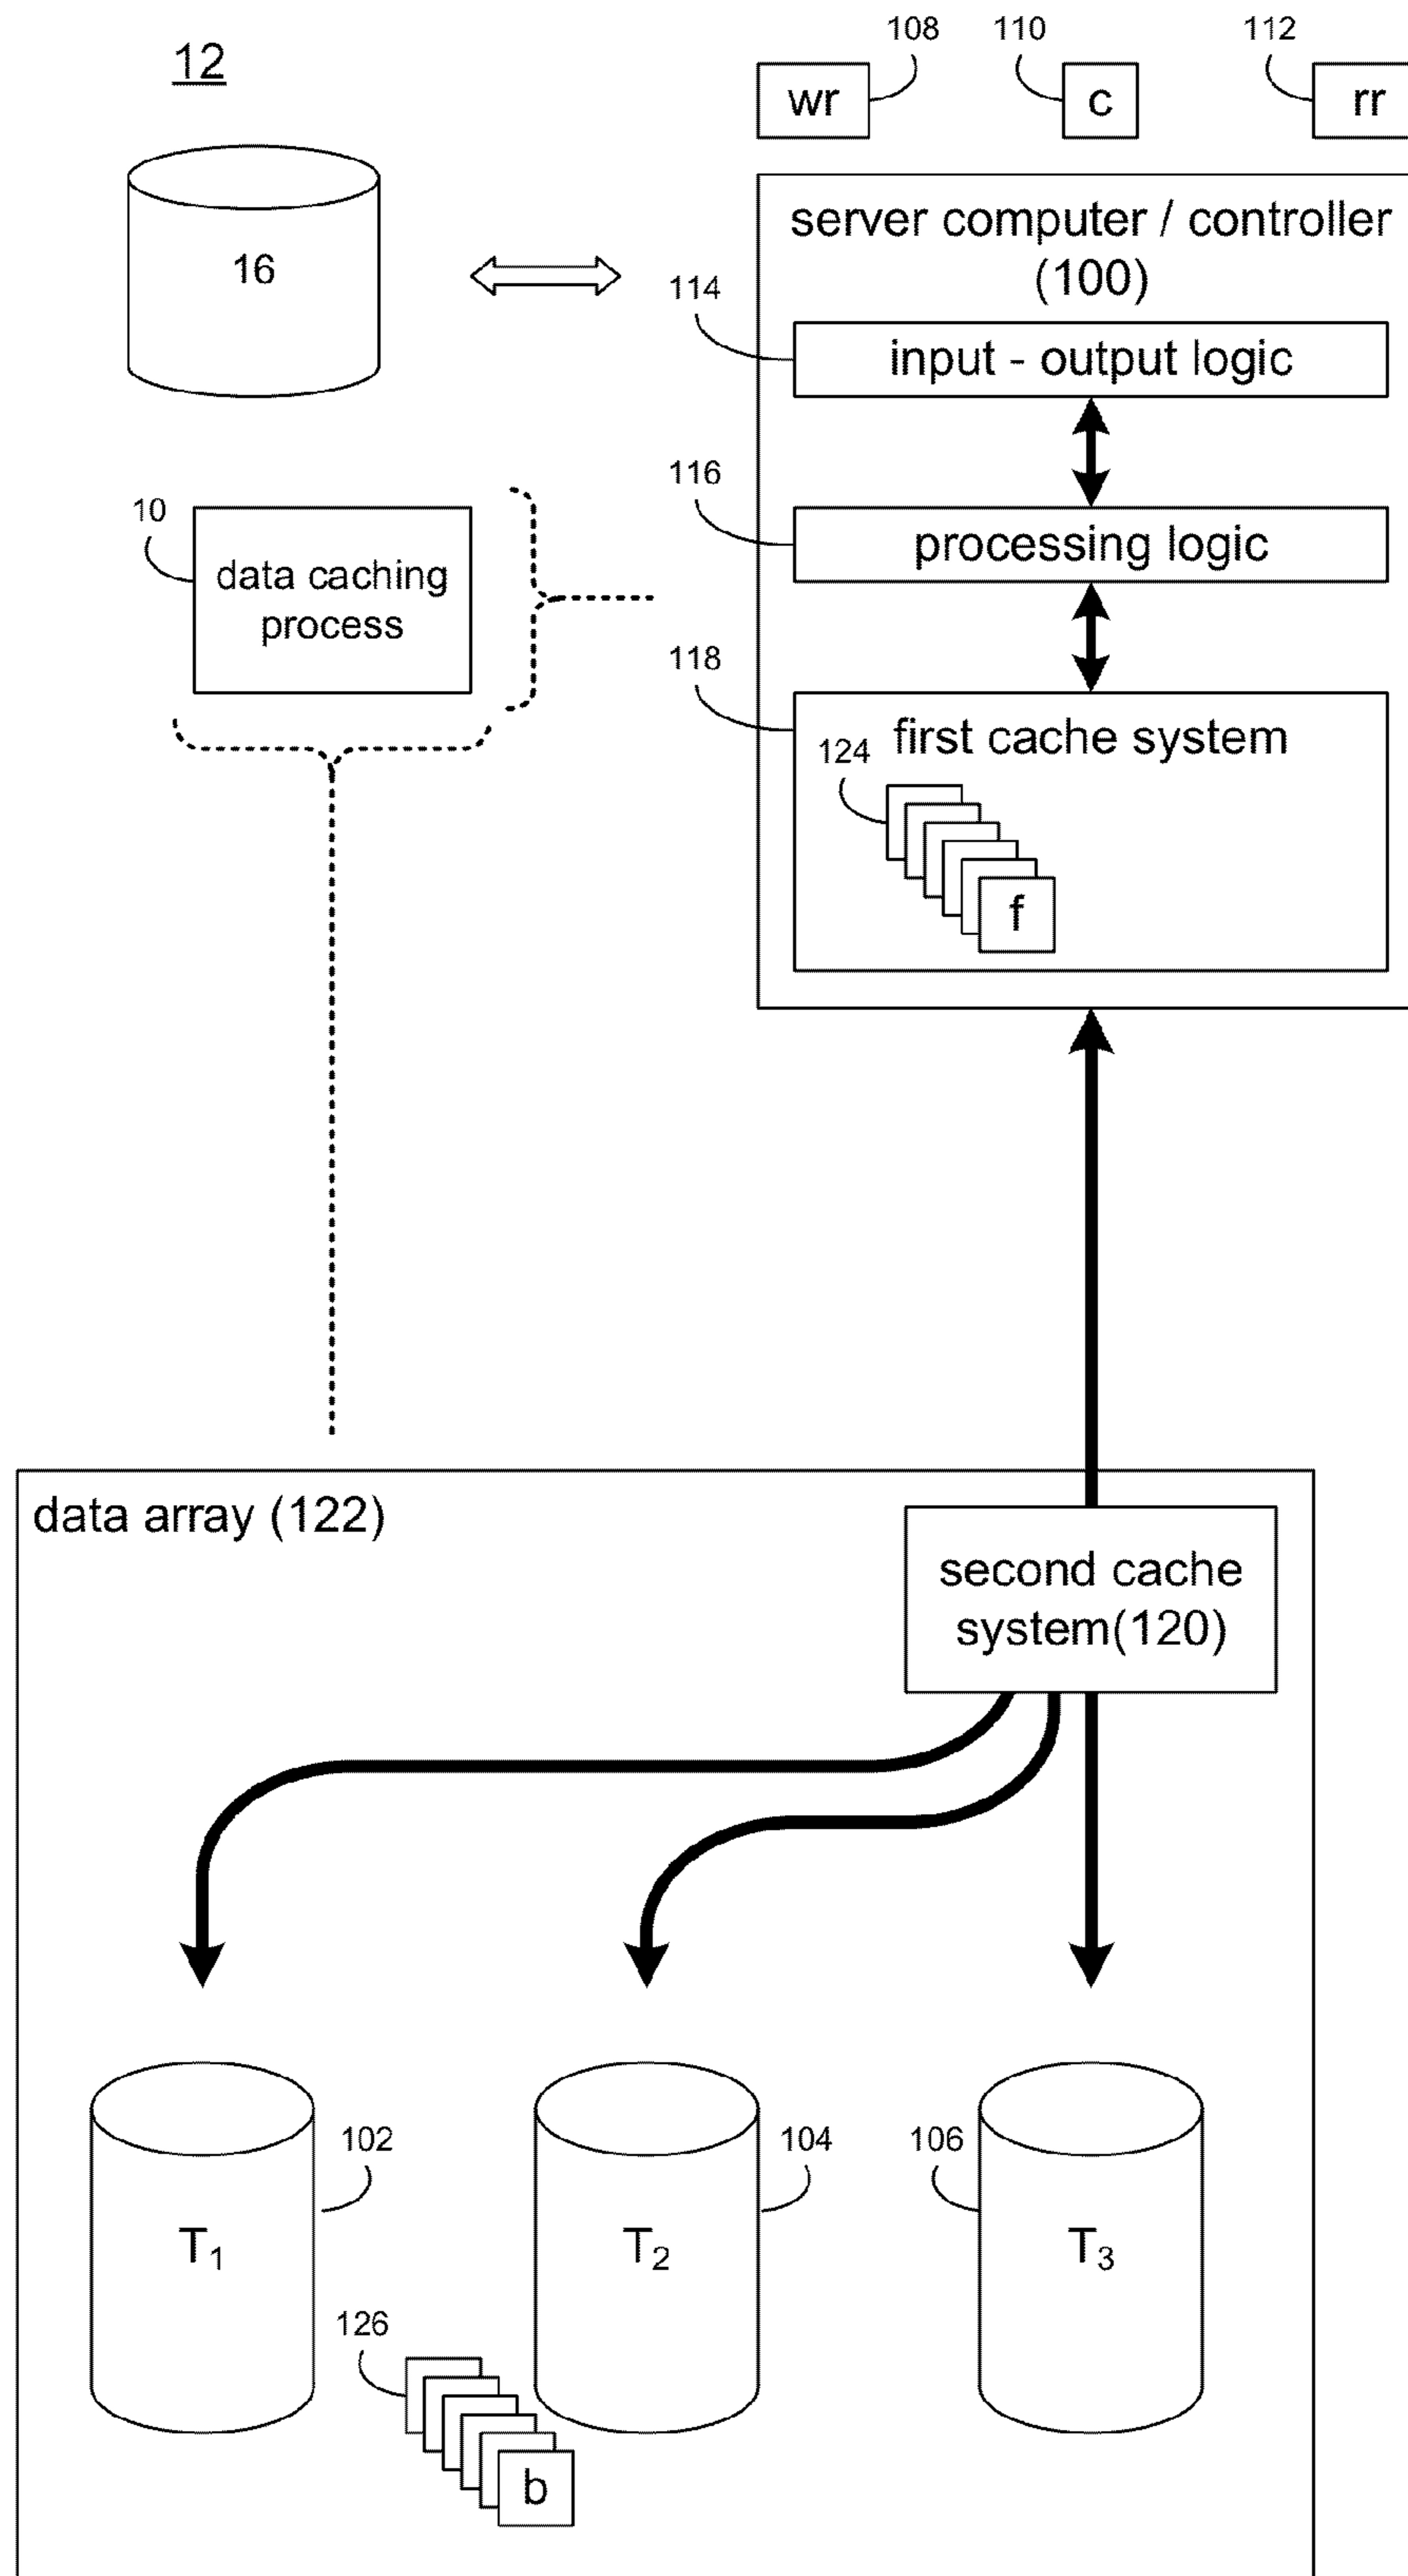 12
108
110
112
wr
c
rr
16
server computer / controller
(100)
114
input - output logic
116
processing logic
10
data caching
process
118
first cache system
124
f
data array (122)
second cache
system(120)
102
104
106
T₁
T₂
T₃
126
b